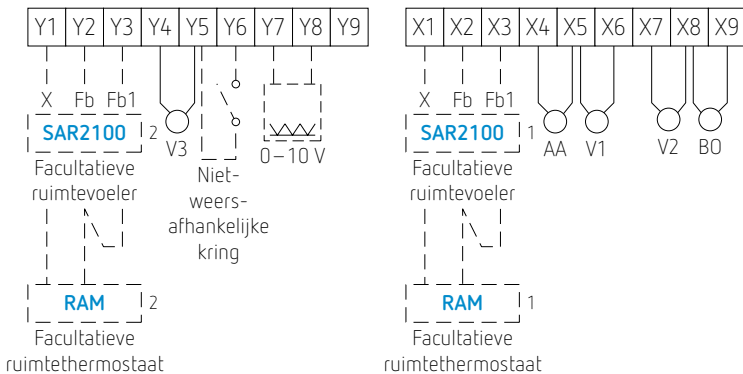 Y1 Y2 Y3 Y4 Y5 Y6 Y7 Y8 Y9
X1 X2 X3 X4 X5 X6 X7 X8 X9
X Fb Fb1
SAR2100 2
V3
0–10 V
Facultatieve
ruimtevoeler
Niet-
weers-
afhankelijke
kring
RAM 2
Facultatieve
ruimtethermostaat
X Fb Fb1
SAR2100 1
AA V1 V2 BO
Facultatieve
ruimtevoeler
RAM 1
Facultatieve
ruimtethermostaat